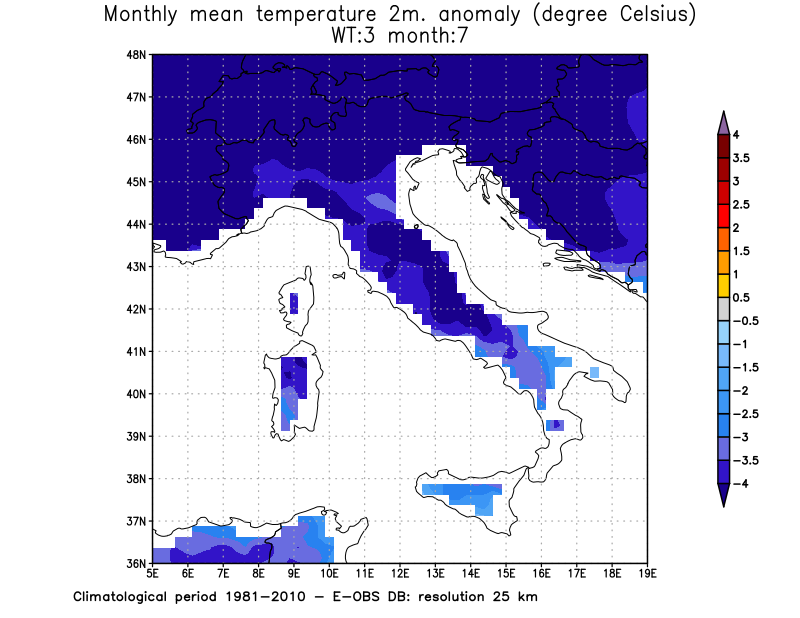 Monthly mean temperature 2m. anomaly (degree Celsius)
WT:3 month:7
48N
47N
46N
45N
44N
43N
42N
41N
40N
39N
38N
37N
36N
5E 6E 7E 8E 9E 10E 11E 12E 13E 14E 15E 16E 17E 18E 19E
4
3.5
3
2.5
2
1.5
1
0.5
−0.5
−1
−1.5
−2
−2.5
−3
−3.5
−4
Climatological period 1981−2010 − E−OBS DB: resolution 25 km